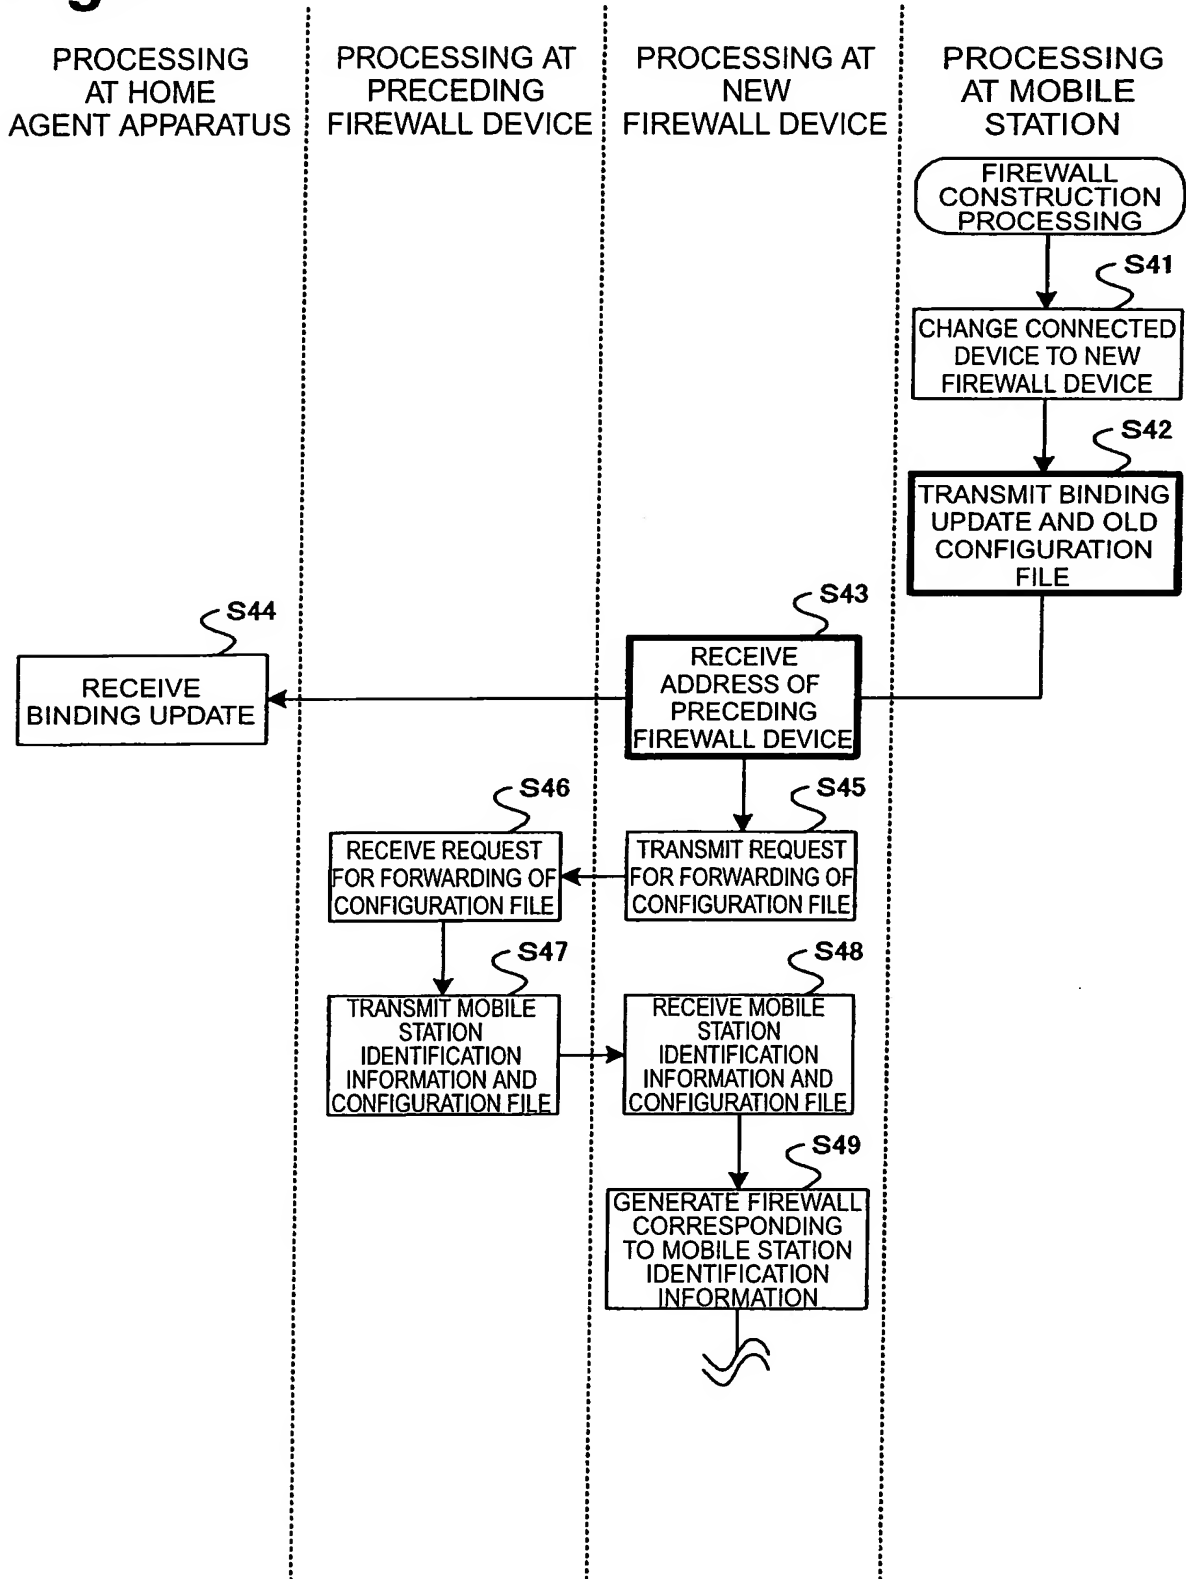 PROCESSING
AT HOME
AGENT APPARATUS
PROCESSING AT
PRECEDING
FIREWALL DEVICE
PROCESSING AT
NEW
FIREWALL DEVICE
PROCESSING
AT MOBILE
STATION
FIREWALL
CONSTRUCTION
PROCESSING
S41
CHANGE CONNECTED
DEVICE TO NEW
FIREWALL DEVICE
S42
TRANSMIT BINDING
UPDATE AND OLD
CONFIGURATION
FILE
S43
RECEIVE
ADDRESS OF
PRECEDING
FIREWALL DEVICE
S44
RECEIVE
BINDING UPDATE
S45
TRANSMIT REQUEST
FOR FORWARDING OF
CONFIGURATION FILE
S46
RECEIVE REQUEST
FOR FORWARDING OF
CONFIGURATION FILE
S47
TRANSMIT MOBILE
STATION
IDENTIFICATION
INFORMATION AND
CONFIGURATION FILE
S48
RECEIVE MOBILE
STATION
IDENTIFICATION
INFORMATION AND
CONFIGURATION FILE
S49
GENERATE FIREWALL
CORRESPONDING
TO MOBILE STATION
IDENTIFICATION
INFORMATION